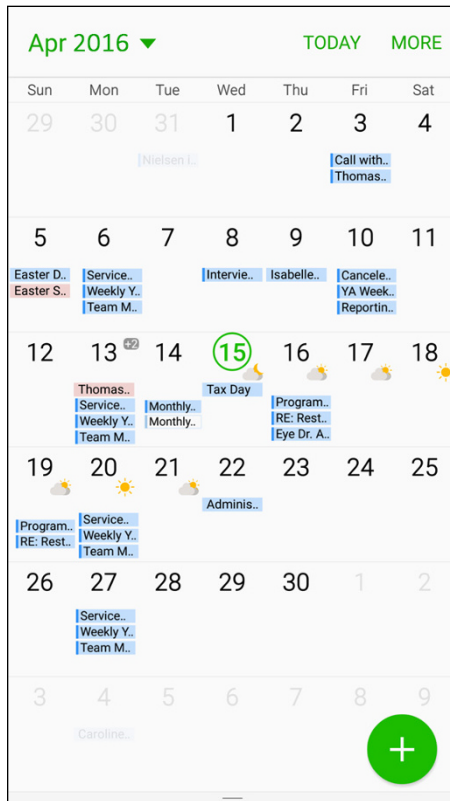 Apr 2016 TODAY MORE
Sun Mon Tue Wed Thu Fri Sat
29 30 31 1 2 3 4
Nielsen I.. Call with..
Thomas..
5 6 7 8 9 10 11
Easter D.. Service.. Intervie.. Isabelle.. Cancele..
Easter S.. Weekly Y.. YA Week..
Team M.. Reportin..
12 13 +2 14 15 16 17 18
Thomas.. Tax Day
Service.. Monthly.. Program..
Weekly Y.. Monthly.. RE: Rest..
Team M.. Eye Dr. A..
19 20 21 22 23 24 25
Adminis..
Program.. Service..
RE: Rest.. Weekly Y..
Team M..
26 27 28 29 30 1 2
Service..
Weekly Y..
Team M..
3 4 5 6 7 8 9
Caroline..
+